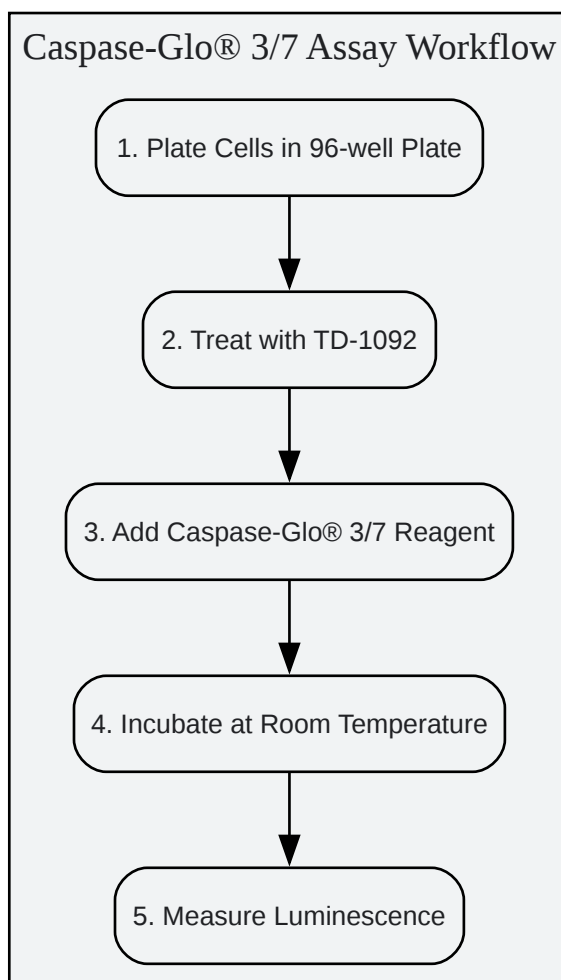 Caspase-Glo® 3/7 Assay Workflow
1. Plate Cells in 96-well Plate
2. Treat with TD-1092
3. Add Caspase-Glo® 3/7 Reagent
4. Incubate at Room Temperature
5. Measure Luminescence